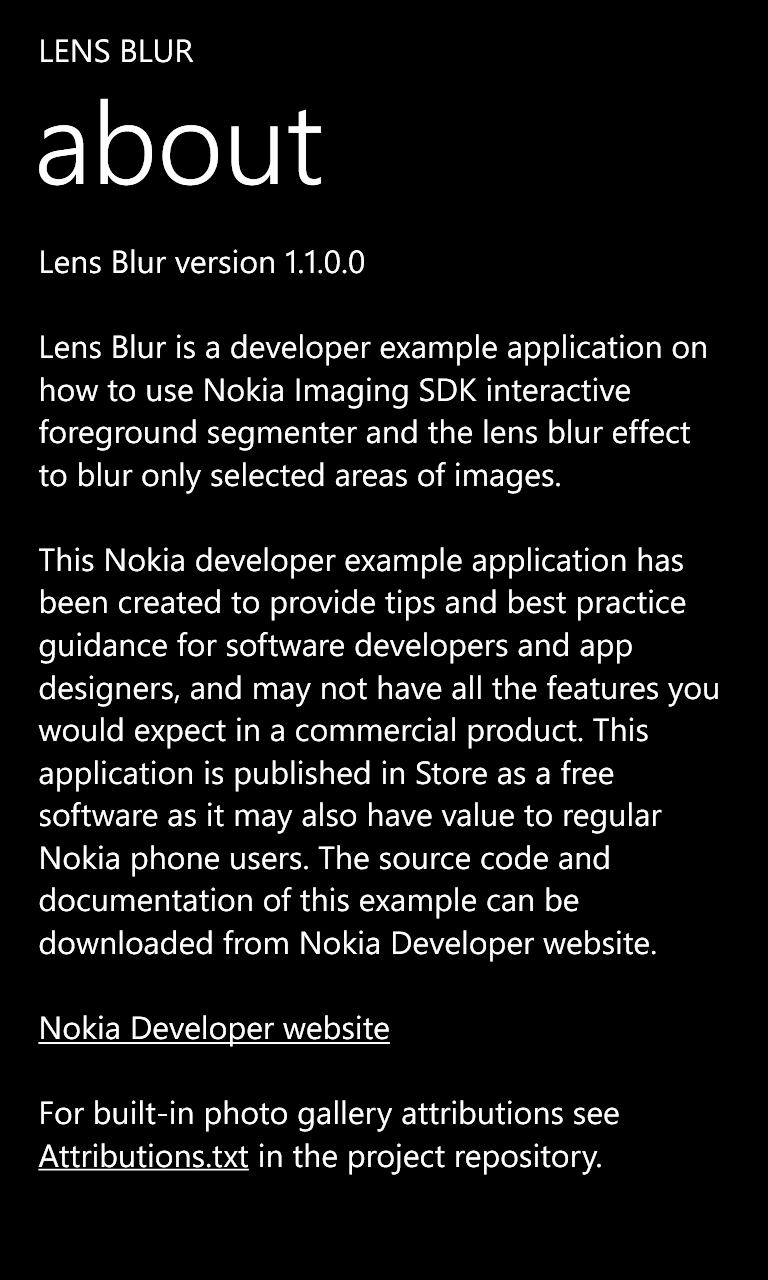 LENS BLUR
about
Lens Blur version 1.1.0.0
Lens Blur is a developer example application on
how to use Nokia Imaging SDK interactive
foreground segmenter and the lens blur effect
to blur only selected areas of images.
This Nokia developer example application has
been created to provide tips and best practice
guidance for software developers and app
designers, and may not have all the features you
would expect in a commercial product. This
application is published in Store as a free
software as it may also have value to regular
Nokia phone users. The source code and
documentation of this example can be
downloaded from Nokia Developer website.
Nokia Developer website
For built-in photo gallery attributions see
Attributions.txt in the project repository.